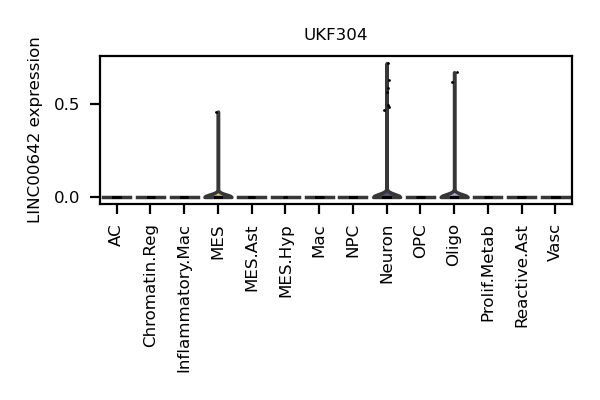 UKF304
LINC00642 expression
0.5
0.0
AC
Chromatin.Reg
Inflammatory.Mac
MES
MES.Ast
MES.Hyp
Mac
NPC
Neuron
OPC
Oligo
Prolif.Metab
Reactive.Ast
Vasc